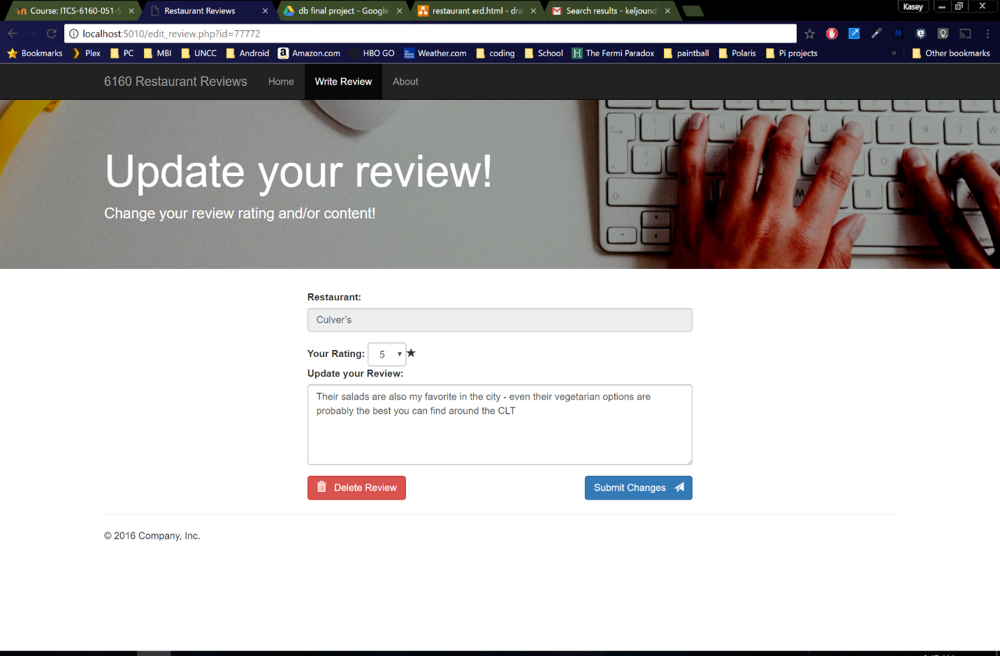 Course: ITCS-6160-051-S
Restaurant Reviews
db final project - Google
restaurant erd.html - dra
Search results - keljound
Kasey
localhost:5010/edit_review.php?id=77772
Bookmarks
Plex
PC
MBI
UNCC
Android
Amazon.com
HBO GO
Weather.com
coding
School
The Fermi Paradox
paintball
Polaris
Pi projects
»
Other bookmarks
6160 Restaurant Reviews
Home
Write Review
About
Update your review!
Change your review rating and/or content!
Restaurant:
Culver's
Your Rating: 5 ★
Update your Review:
Their salads are also my favorite in the city - even their vegetarian options are
probably the best you can find around the CLT
Delete Review
Submit Changes
© 2016 Company, Inc.